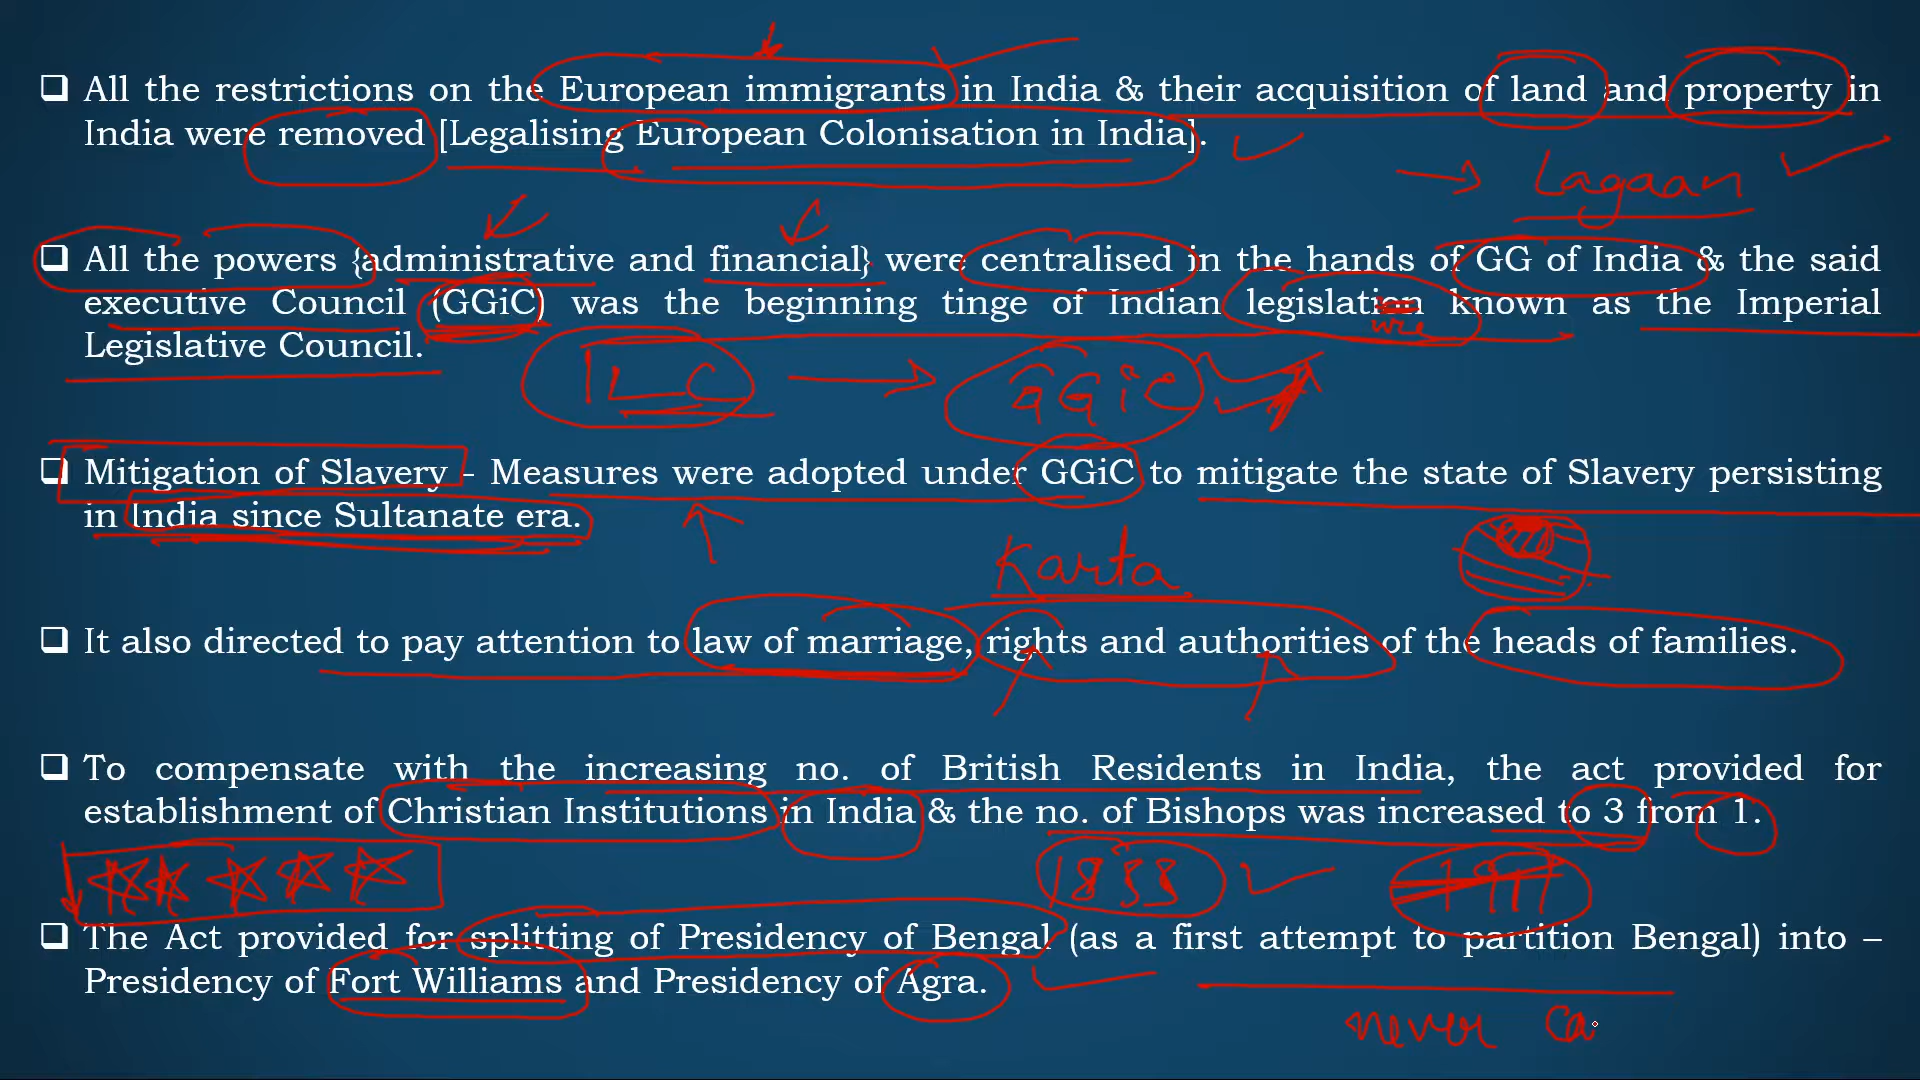 ❑ All the restrictions on the European immigrants in India & their acquisition of land and property in
India were removed [Legalising European Colonisation in India].
→ Lagaan
❑ All the powers {administrative and financial} were centralised in the hands of GG of India & the said
executive Council (GGiC) was the beginning tinge of Indian legislation known as the Imperial
Legislative Council.
ILC → GGiC
❑ Mitigation of Slavery – Measures were adopted under GGiC to mitigate the state of Slavery persisting
in India since Sultanate era.
Karta
❑ It also directed to pay attention to law of marriage, rights and authorities of the heads of families.
❑ To compensate with the increasing no. of British Residents in India, the act provided for
establishment of Christian Institutions in India & the no. of Bishops was increased to 3 from 1.
1833
❑ The Act provided for splitting of Presidency of Bengal (as a first attempt to partition Bengal) into –
Presidency of Fort Williams and Presidency of Agra.
never Ca